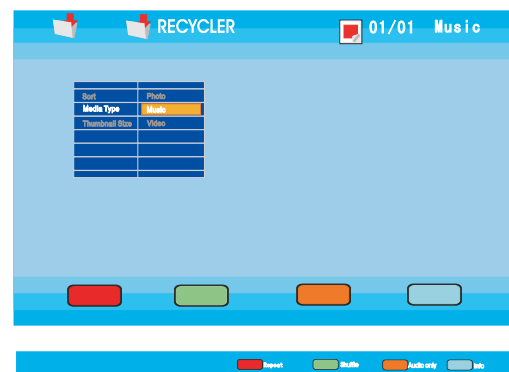 RECYCLER 01/01 Music
Sort Photo
Media Type Music
Thumbnail Size Video
Repeat Shuffle Audio only Info